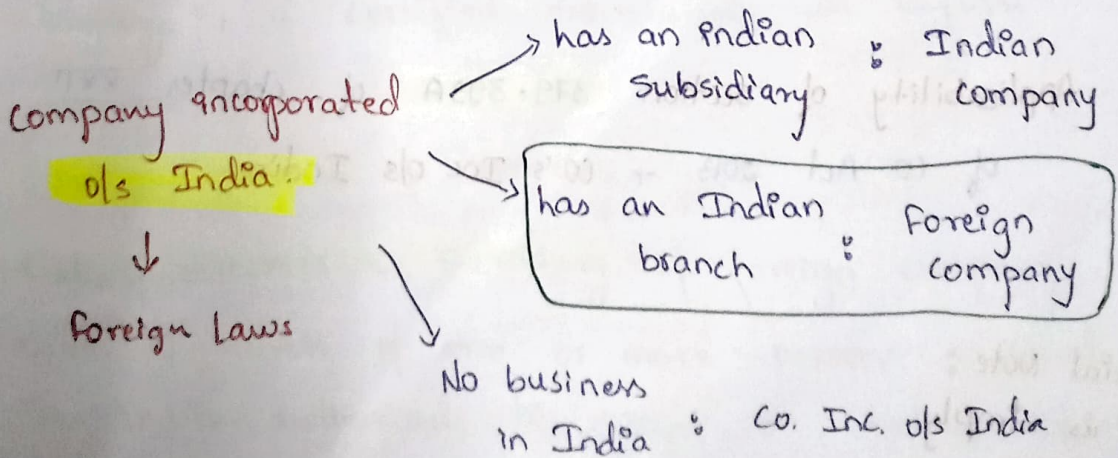 company incorporated
o/s India.
↓
foreign Laws
→ has an indian : Indian
subsidiary company
→ has an Indian : foreign
branch company
No business
in India : Co. Inc. o/s India